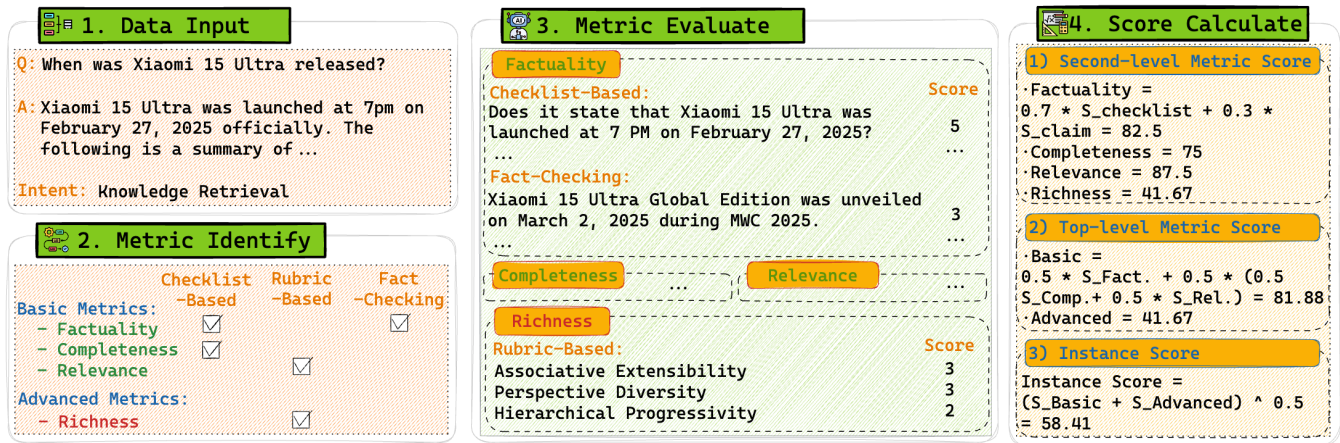 1. Data Input
Q: When was Xiaomi 15 Ultra released?
A: Xiaomi 15 Ultra was launched at 7pm on
February 27, 2025 officially. The
following is a summary of ...
Intent: Knowledge Retrieval
2. Metric Identify
Checklist
-Based
Rubric
-Based
Fact
-Checking
Basic Metrics:
- Factuality
- Completeness
- Relevance
Advanced Metrics:
- Richness
3. Metric Evaluate
Factuality
Checklist-Based:
Score
Does it state that Xiaomi 15 Ultra was
launched at 7 PM on February 27, 2025?
5
...
...
Fact-Checking:
Xiaomi 15 Ultra Global Edition was unveiled
on March 2, 2025 during MWC 2025.
3
...
...
Completeness
...
Relevance
...
Richness
Rubric-Based:
Score
Associative Extensibility 3
Perspective Diversity 3
Hierarchical Progressivity 2
4. Score Calculate
1) Second-level Metric Score
·Factuality =
0.7 * S_checklist + 0.3 *
S_claim = 82.5
·Completeness = 75
·Relevance = 87.5
·Richness = 41.67
2) Top-level Metric Score
·Basic =
0.5 * S_Fact. + 0.5 * (0.5
S_Comp.+ 0.5 * S_Rel.) = 81.88
·Advanced = 41.67
3) Instance Score
Instance Score =
(S_Basic + S_Advanced) ^ 0.5
= 58.41